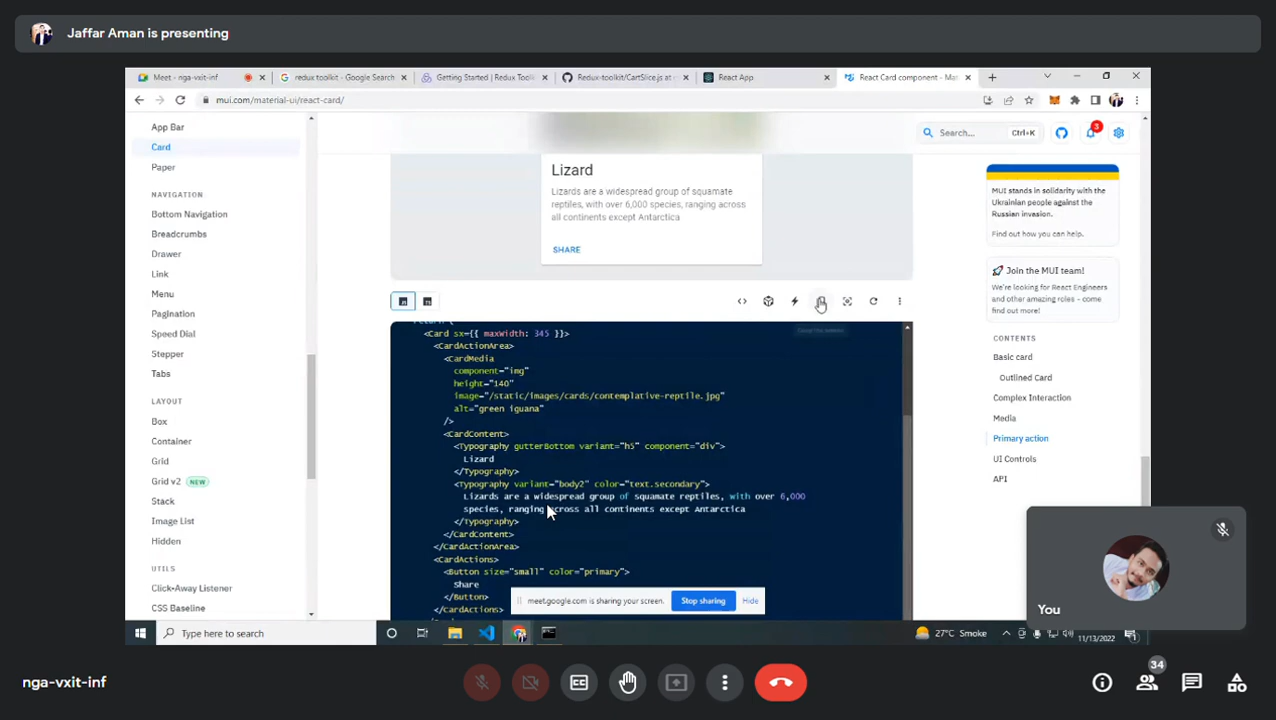 Jaffar Aman is presenting
Meet - nga-vxit-inf
redux toolkit - Google Search
Getting Started | Redux Toolk
Redux-toolkit/CartSlice.js at m
React App
React Card component - Mat
mui.com/material-ui/react-card/
App Bar
Card
Paper
NAVIGATION
Bottom Navigation
Breadcrumbs
Drawer
Link
Menu
Pagination
Speed Dial
Stepper
Tabs
LAYOUT
Box
Container
Grid
Grid v2 NEW
Stack
Image List
Hidden
UTILS
Click-Away Listener
CSS Baseline
Search... Ctrl+K
3
Lizard
Lizards are a widespread group of squamate
reptiles, with over 6,000 species, ranging across
all continents except Antarctica
SHARE
<Card sx={{ maxWidth: 345 }}>
<CardActionArea>
<CardMedia
component="img"
height="140"
image="/static/images/cards/contemplative-reptile.jpg"
alt="green iguana"
/>
<CardContent>
<Typography gutterBottom variant="h5" component="div">
Lizard
</Typography>
<Typography variant="body2" color="text.secondary">
Lizards are a widespread group of squamate reptiles, with over 6,000
species, ranging across all continents except Antarctica
</Typography>
</CardContent>
</CardActionArea>
<CardActions>
<Button size="small" color="primary">
Share
</Button>
</CardActions>
MUI stands in solidarity with the
Ukrainian people against the
Russian invasion.
Find out how you can help.
Join the MUI team!
We're looking for React Engineers
and other amazing roles - come
find out more!
CONTENTS
Basic card
Outlined Card
Complex Interaction
Media
Primary action
UI Controls
API
meet.google.com is sharing your screen. Stop sharing Hide
You
Type here to search
27°C Smoke
11/13/2022
nga-vxit-inf
CC
34